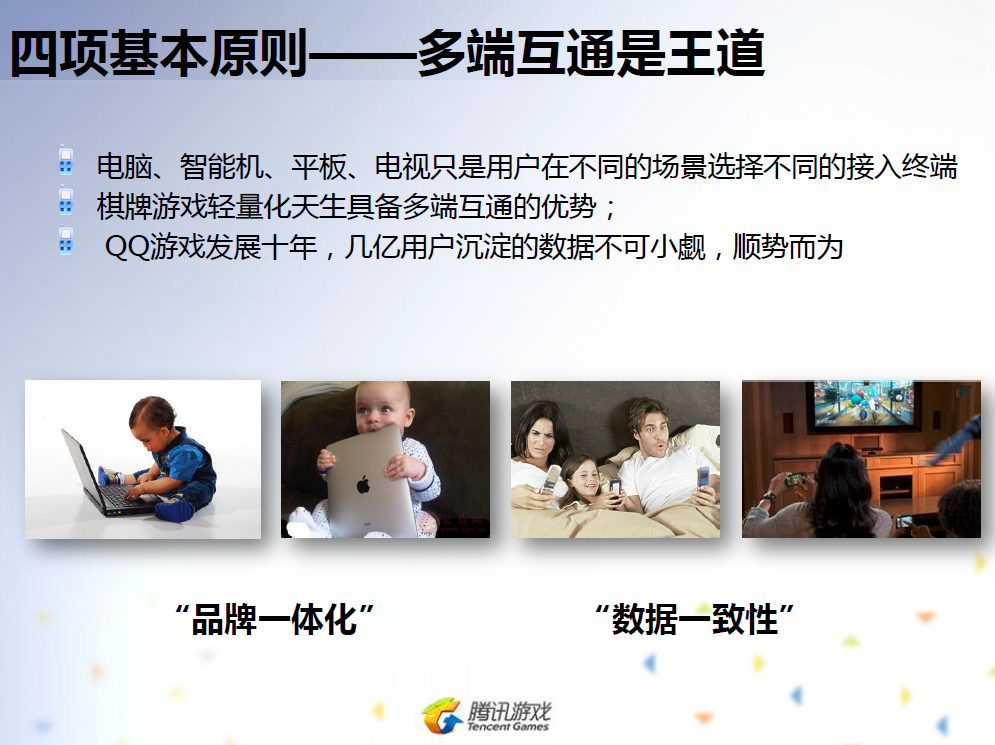 四项基本原则——多端互通是王道
电脑、智能机、平板、电视只是用户在不同的场景选择不同的接入终端
棋牌游戏轻量化天生具备多端互通的优势；
QQ游戏发展十年，几亿用户沉淀的数据不可小觑，顺势而为
“品牌一体化”
“数据一致性”
腾讯游戏
Tencent Games